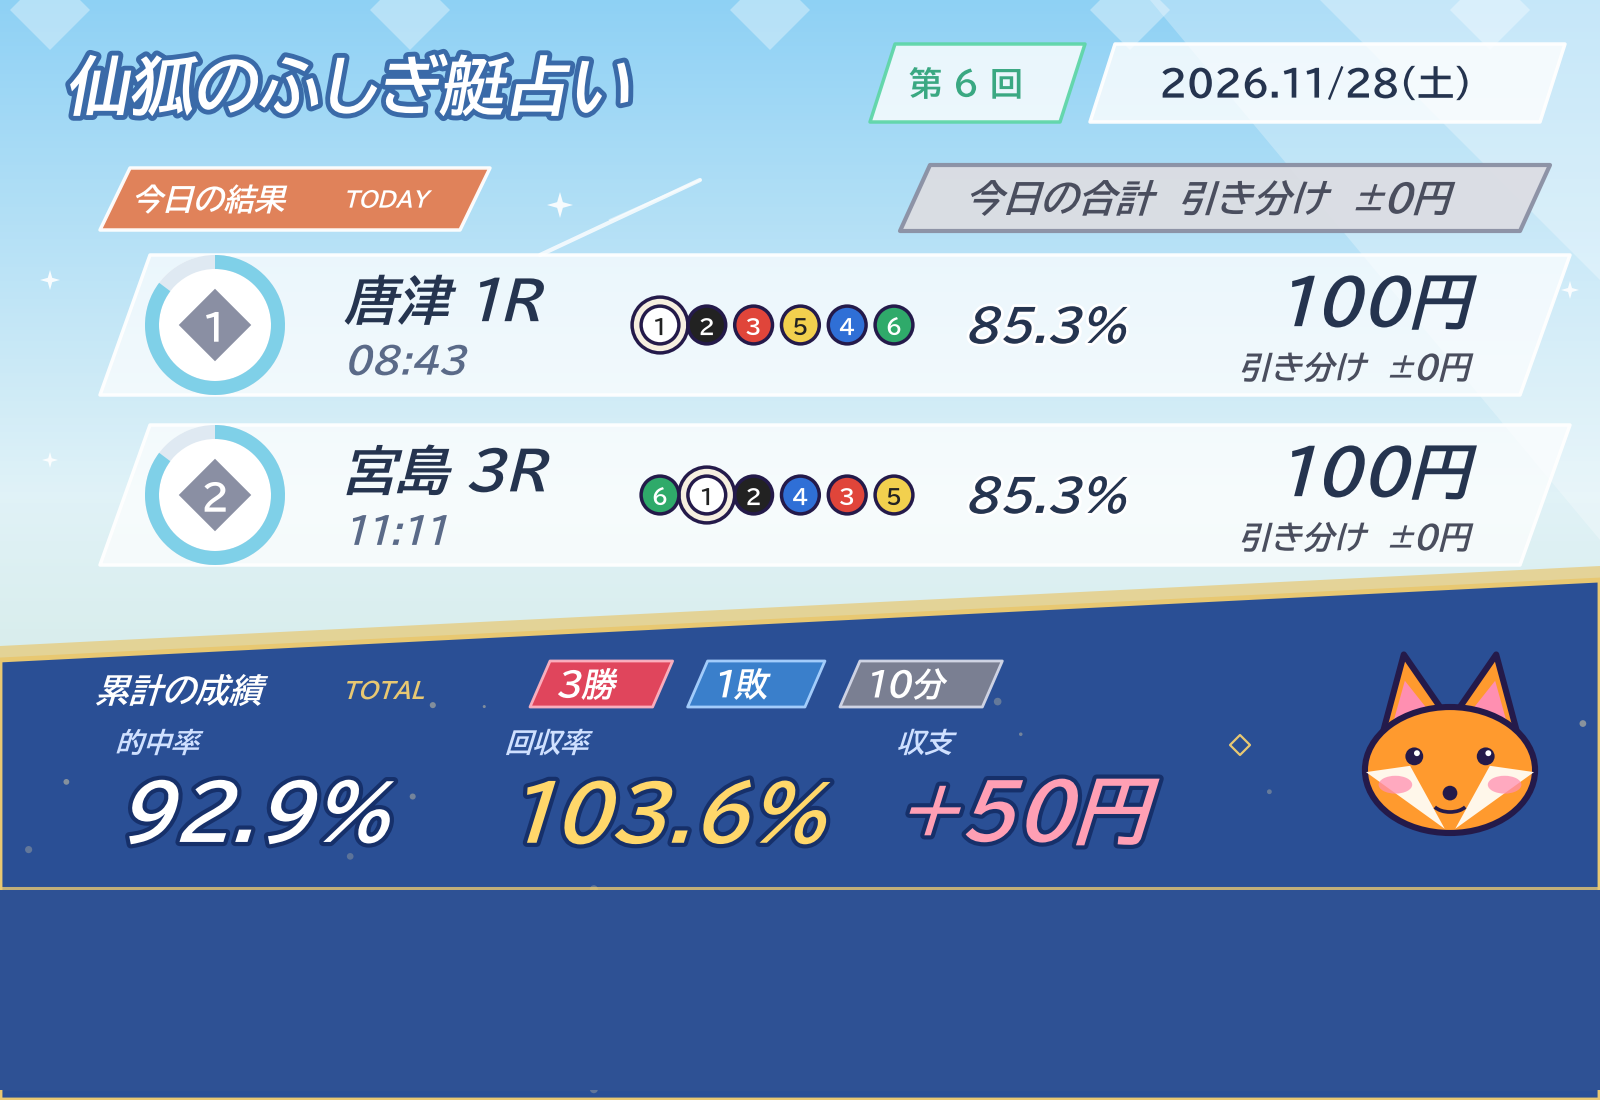 仙狐のふしぎ艇占い
第 6 回
2026.11/28(土)
今日の結果 TODAY
今日の合計 引き分け ±0円
1 唐津 1R 1 2 3 5 4 6 85.3% 100円
08:43 引き分け ±0円
2 宮島 3R 6 1 2 4 3 5 85.3% 100円
11:11 引き分け ±0円
累計の成績 TOTAL 3勝 1敗 10分
的中率 回収率 収支
92.9% 103.6% +50円